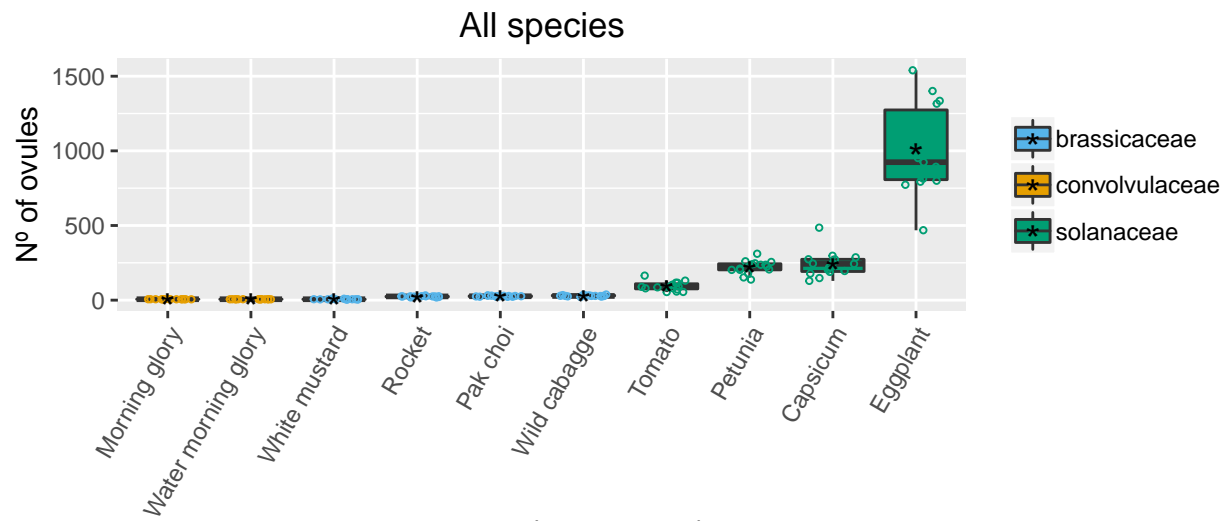 All species
Nº of ovules
1500
1000
500
0
Morning glory
Water morning glory
White mustard
Rocket
Pak choi
Wild cabagge
Tomato
Petunia
Capsicum
Eggplant
brassicaceae
convolvulaceae
solanaceae